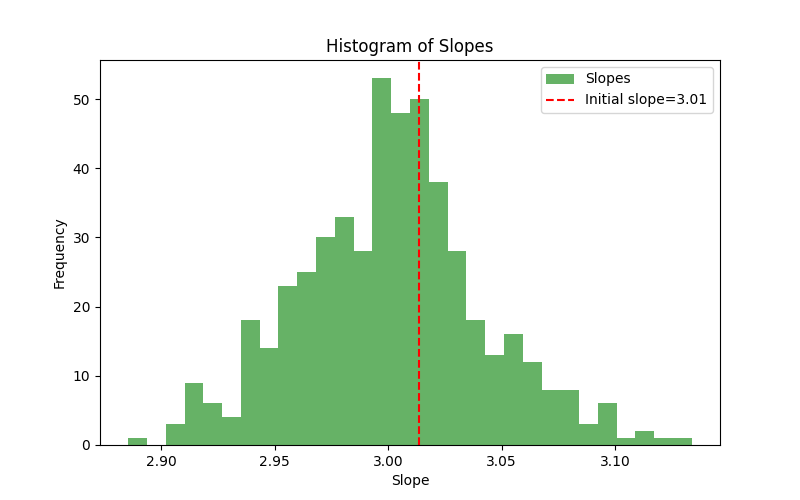 Histogram of Slopes
Slopes
Initial slope=3.01
50
40
30
20
10
0
Frequency
2.90 2.95 3.00 3.05 3.10
Slope